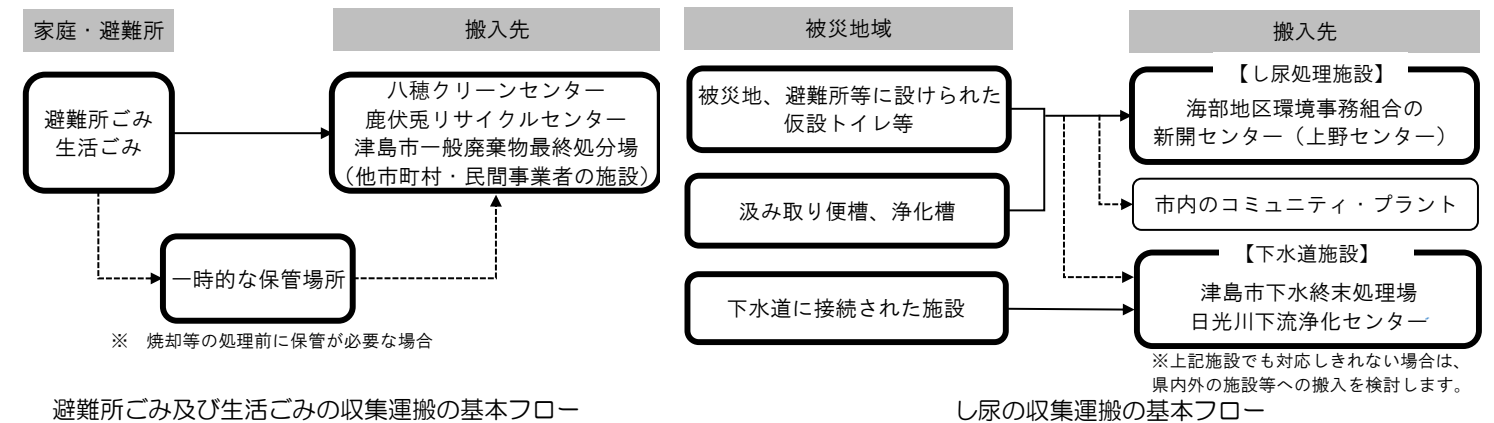 家庭・避難所
搬入先
避難所ごみ
生活ごみ
八穂クリーンセンター
鹿伏兎リサイクルセンター
津島市一般廃棄物最終処分場
（他市町村・民間事業者の施設）
一時的な保管場所
※　焼却等の処理前に保管が必要な場合
避難所ごみ及び生活ごみの収集運搬の基本フロー
被災地域
搬入先
被災地、避難所等に設けられた
仮設トイレ等
汲み取り便槽、浄化槽
下水道に接続された施設
【し尿処理施設】
海部地区環境事務組合の
新開センター（上野センター）
市内のコミュニティ・プラント
【下水道施設】
津島市下水終末処理場
日光川下流浄化センター
※上記施設でも対応しきれない場合は、
県内外の施設等への搬入を検討します。
し尿の収集運搬の基本フロー